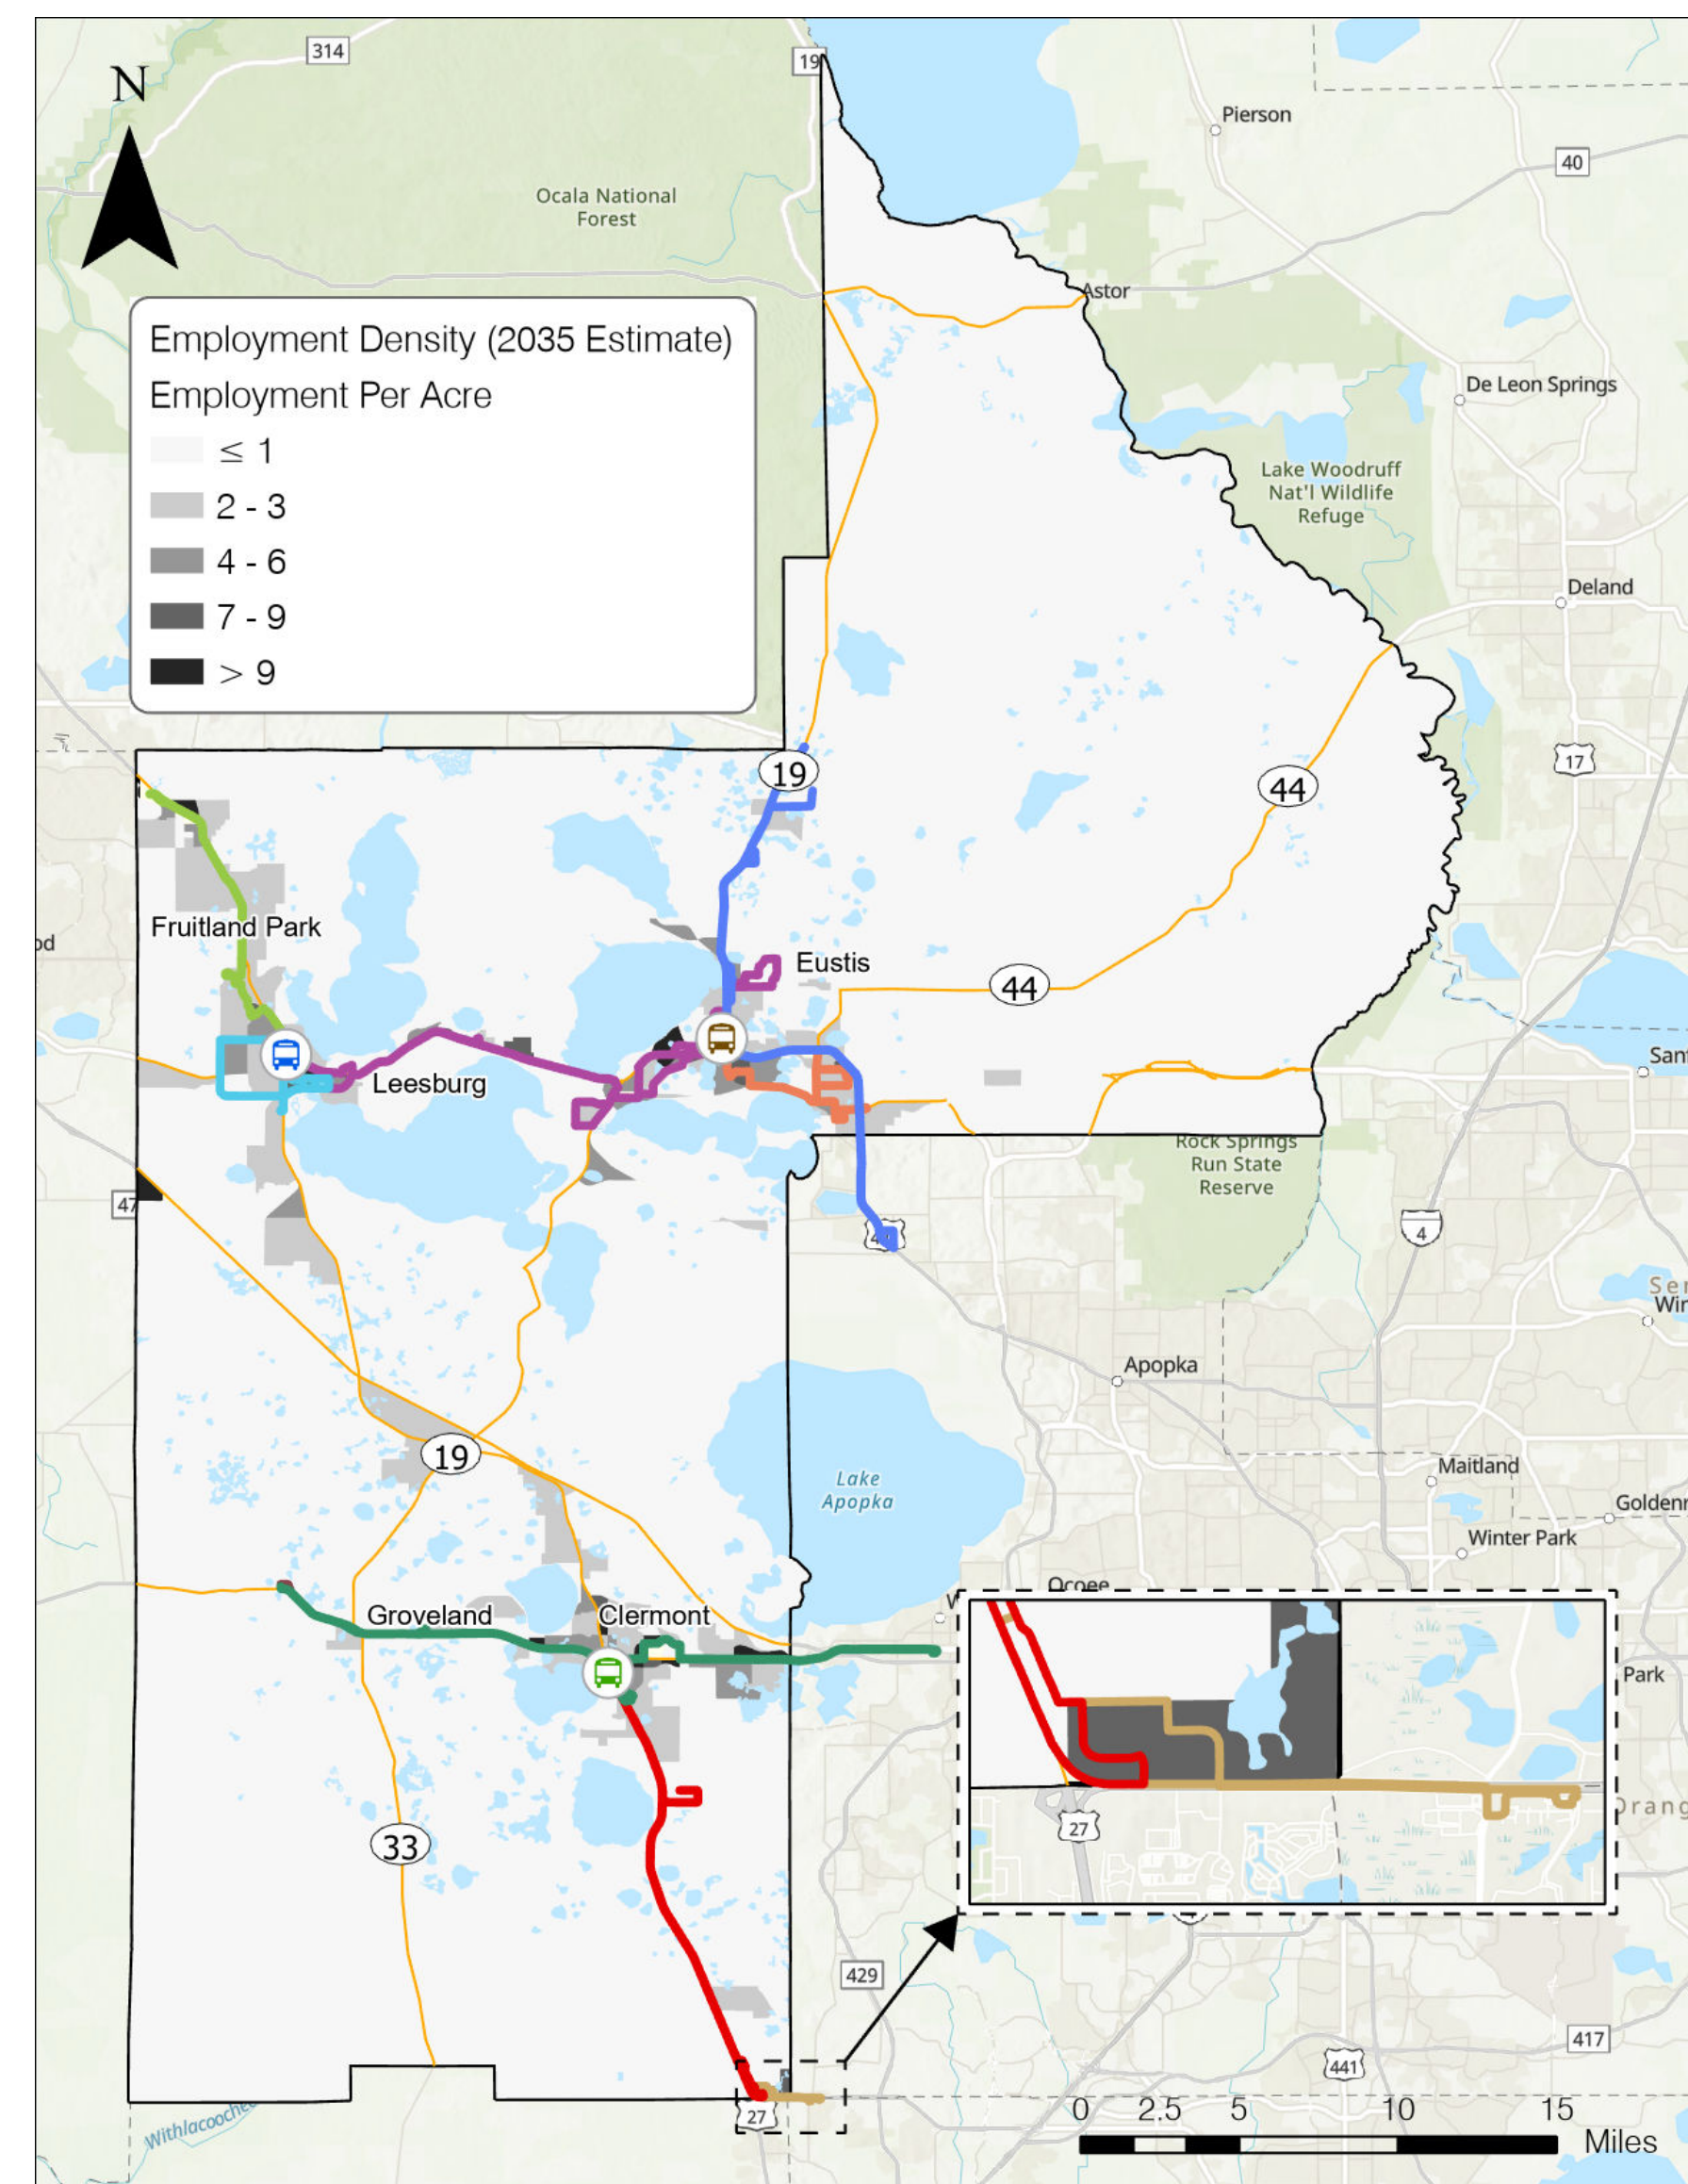 314
19
N
Pierson
40
Ocala National
Forest
Astor
Employment Density (2035 Estimate)
Employment Per Acre
≤ 1
2 - 3
4 - 6
7 - 9
> 9
De Leon Springs
Lake Woodruff
Nat'l Wildlife
Refuge
Deland
17
19
44
Fruitland Park
Eustis
44
Leesburg
Rock Springs
Run State
Reserve
47
4
Apopka
19
Maitland
Lake
Apopka
Winter Park
Ocoee
Groveland
Clermont
Park
27
33
429
417
441
27
Withlacoochee
0 2.5 5 10 15
Miles